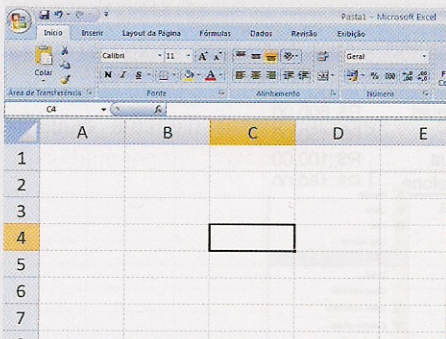 Pasta1 - Microsoft Excel
Início Inserir Layout da Página Fórmulas Dados Revisão Exibição
Calibri 11 A A Geral
Colar N I S A % 000
Área de Transferência Fonte Alinhamento Número
C4 fx
A B C D E
1
2
3
4
5
6
7